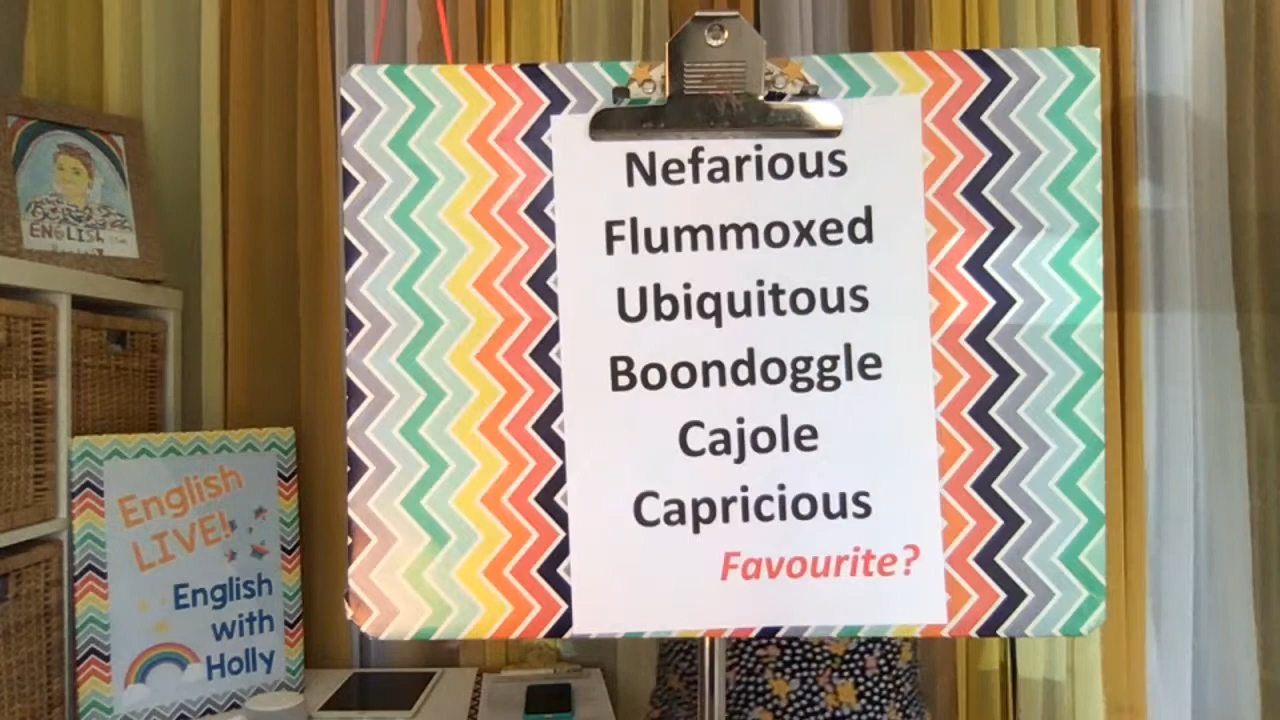 Nefarious
Flummoxed
Ubiquitous
Boondoggle
Cajole
Capricious
Favourite?
ENGLISH
English
LIVE!
English
with
Holly